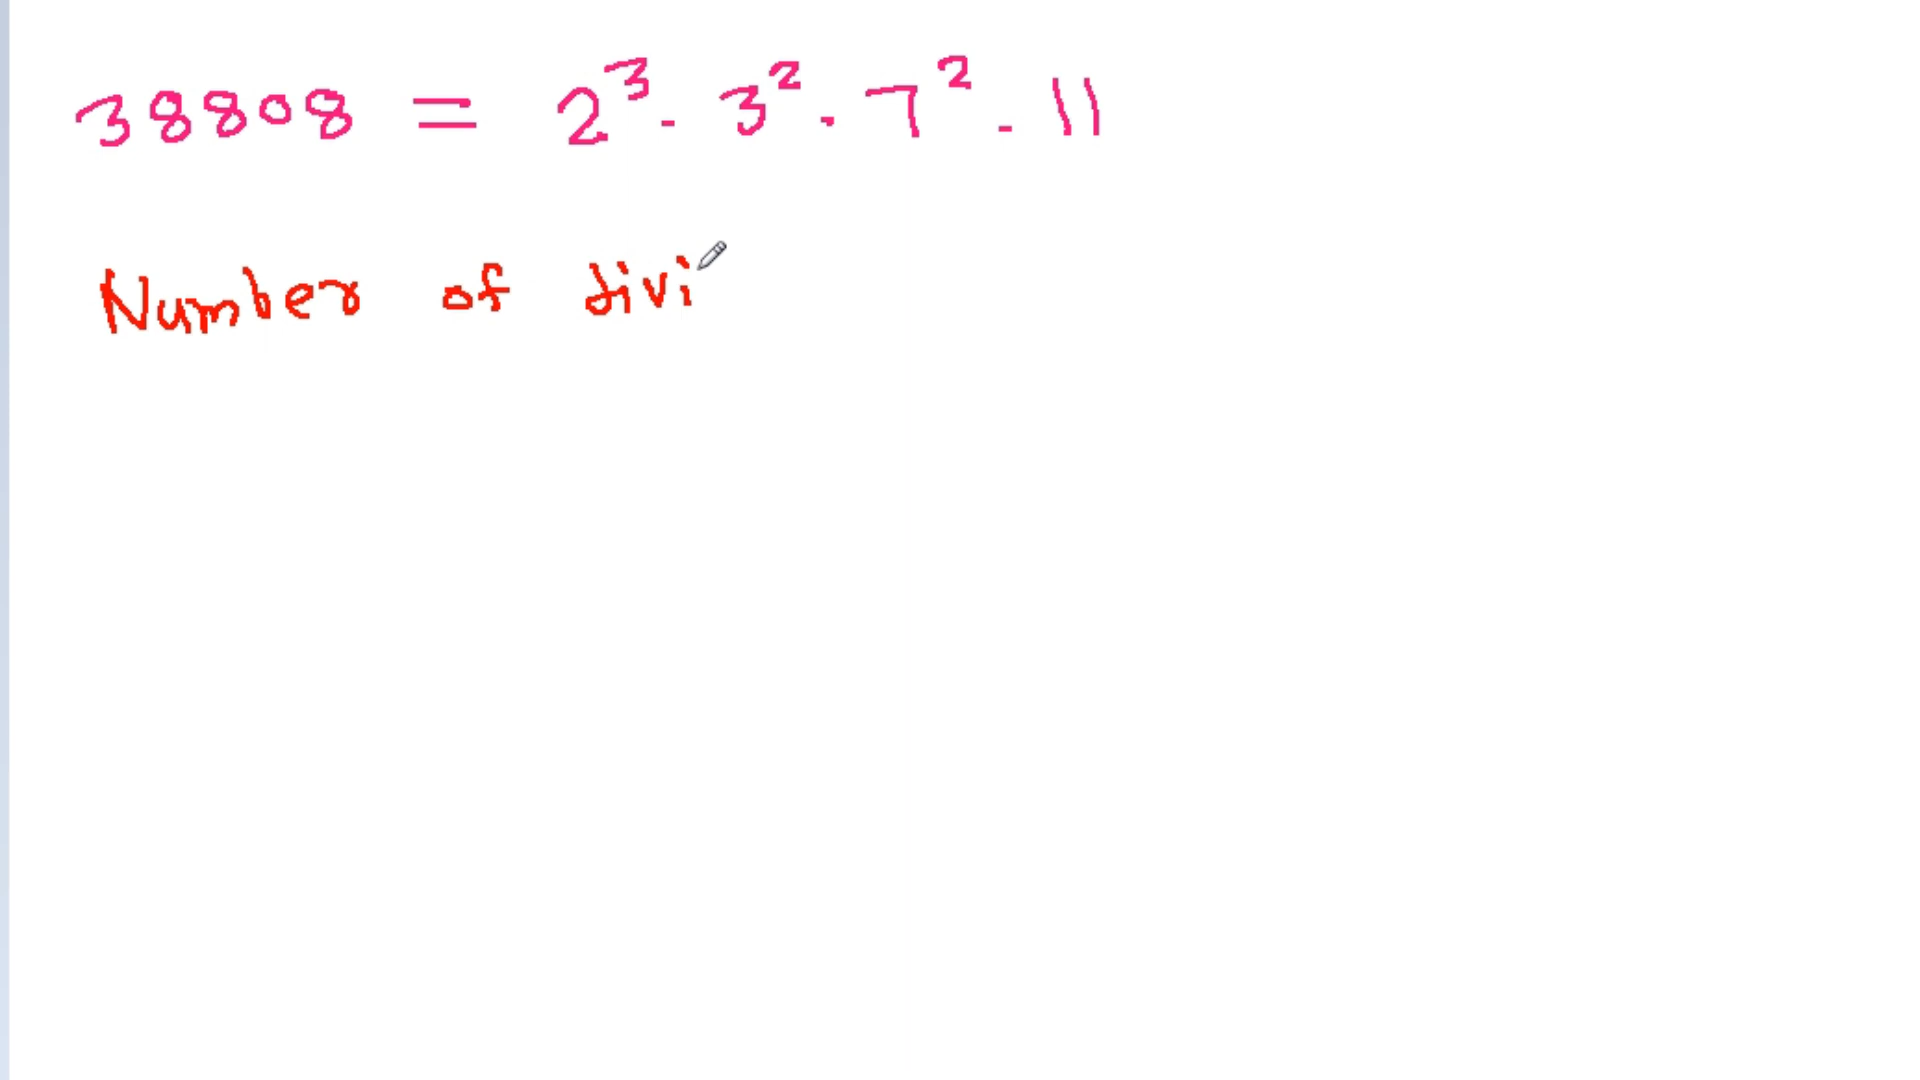 38808 = 2³. 3². 7². 11
Number of divi